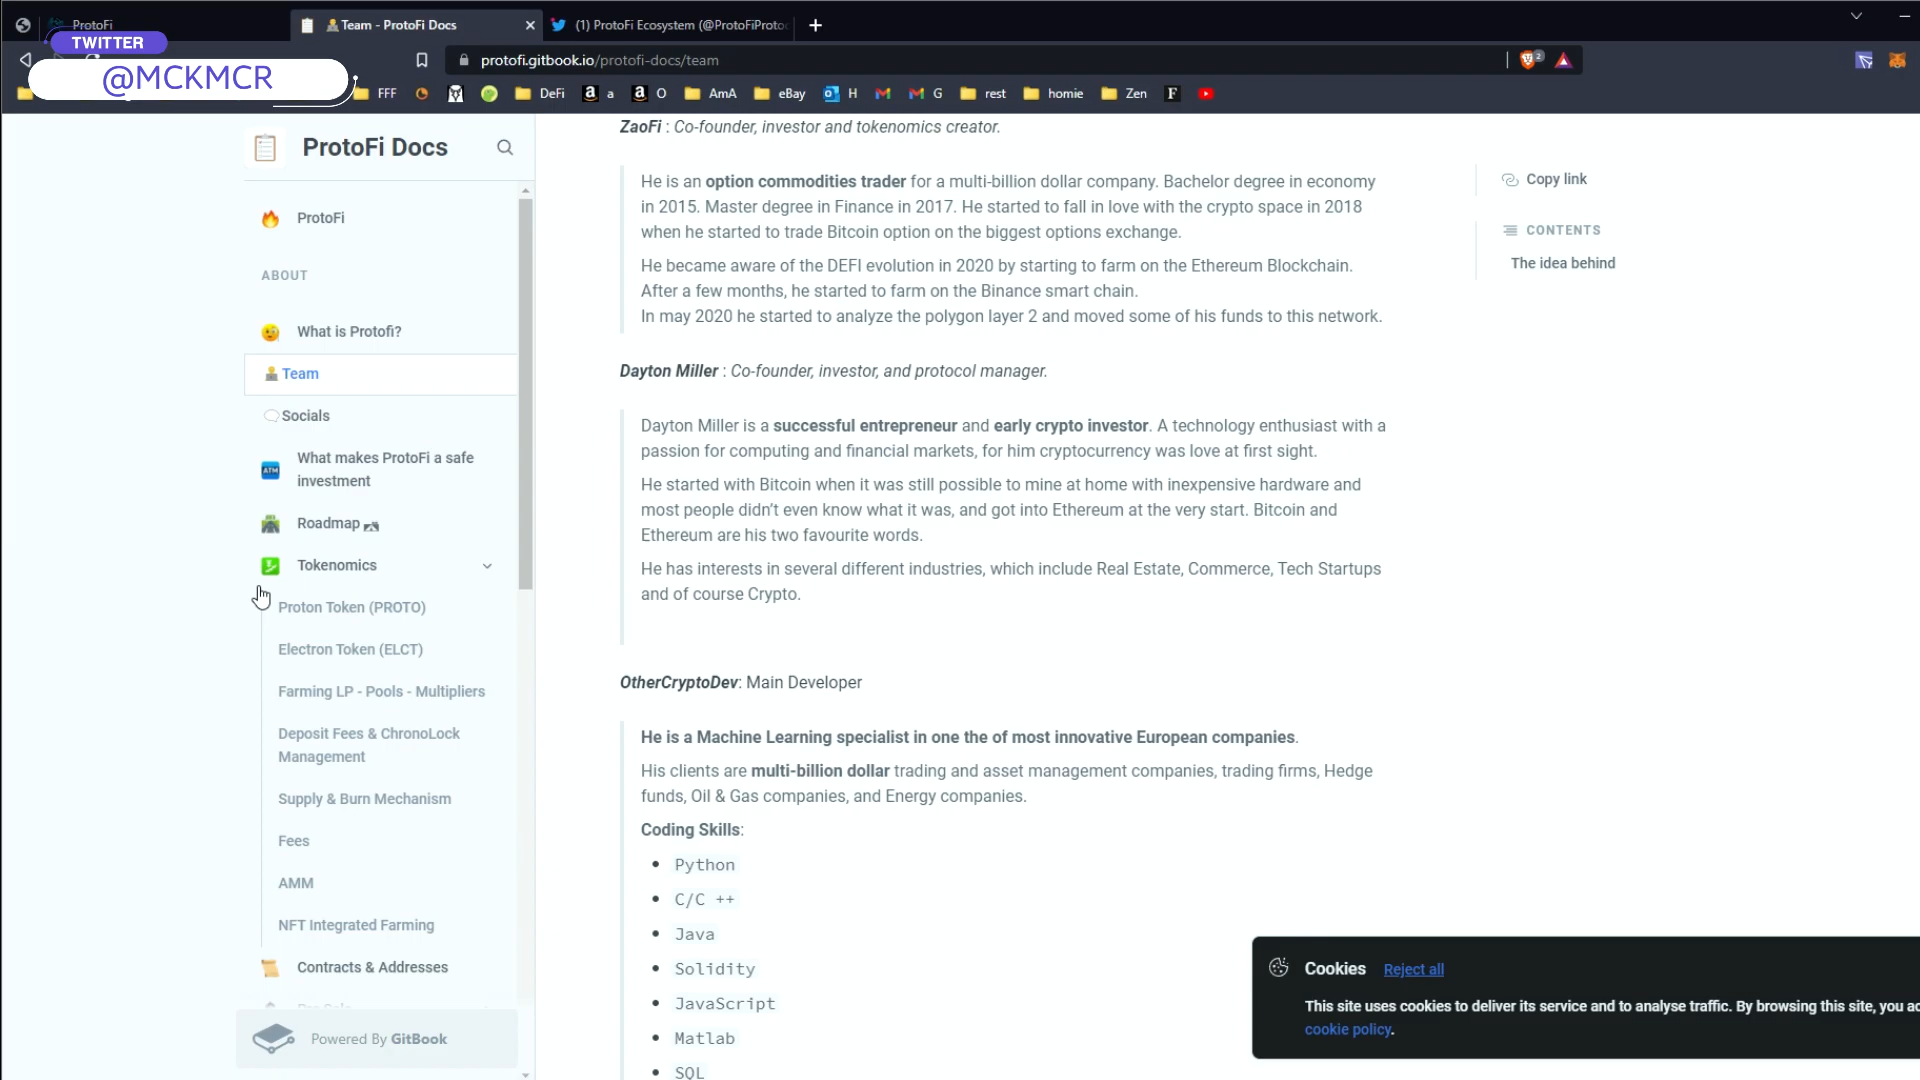 ProtoFi
Team - ProtoFi Docs
(1) ProtoFi Ecosystem (@ProtoFiProto
TWITTER
@MCKMCR
protofi.gitbook.io/protofi-docs/team
FFF
DeFi
a
O
AmA
eBay
H
G
rest
homie
Zen
F
ProtoFi Docs
ProtoFi
ABOUT
What is Protofi?
Team
Socials
What makes ProtoFi a safe
investment
Roadmap
Tokenomics
Proton Token (PROTO)
Electron Token (ELCT)
Farming LP - Pools - Multipliers
Deposit Fees & ChronoLock
Management
Supply & Burn Mechanism
Fees
AMM
NFT Integrated Farming
Contracts & Addresses
Powered By GitBook
ZaoFi : Co-founder, investor and tokenomics creator.
He is an option commodities trader for a multi-billion dollar company. Bachelor degree in economy
in 2015. Master degree in Finance in 2017. He started to fall in love with the crypto space in 2018
when he started to trade Bitcoin option on the biggest options exchange.
He became aware of the DEFI evolution in 2020 by starting to farm on the Ethereum Blockchain.
After a few months, he started to farm on the Binance smart chain.
In may 2020 he started to analyze the polygon layer 2 and moved some of his funds to this network.
Dayton Miller : Co-founder, investor, and protocol manager.
Dayton Miller is a successful entrepreneur and early crypto investor. A technology enthusiast with a
passion for computing and financial markets, for him cryptocurrency was love at first sight.
He started with Bitcoin when it was still possible to mine at home with inexpensive hardware and
most people didn't even know what it was, and got into Ethereum at the very start. Bitcoin and
Ethereum are his two favourite words.
He has interests in several different industries, which include Real Estate, Commerce, Tech Startups
and of course Crypto.
OtherCryptoDev: Main Developer
He is a Machine Learning specialist in one the of most innovative European companies.
His clients are multi-billion dollar trading and asset management companies, trading firms, Hedge
funds, Oil & Gas companies, and Energy companies.
Coding Skills:
Python
C/C ++
Java
Solidity
JavaScript
Matlab
SQL
Copy link
CONTENTS
The idea behind
Cookies Reject all
This site uses cookies to deliver its service and to analyse traffic. By browsing this site, you ac
cookie policy.